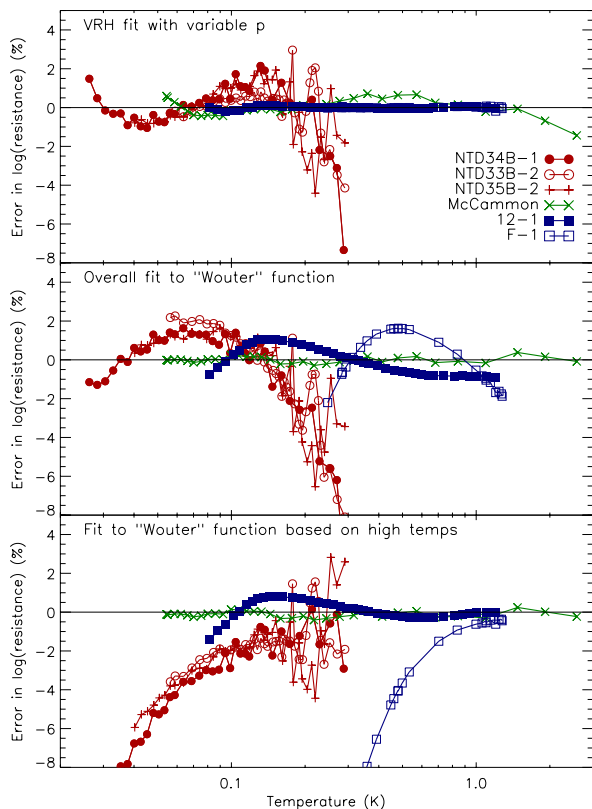 VRH fit with variable p
Error in log(resistance) (%)
4
2
0
-2
-4
-6
-8
NTD34B-1
NTD33B-2
NTD35B-2
McCammon
12-1
F-1
Overall fit to "Wouter" function
Error in log(resistance) (%)
4
2
0
-2
-4
-6
-8
Fit to "Wouter" function based on high temps
Error in log(resistance) (%)
4
2
0
-2
-4
-6
-8
0.1 1.0
Temperature (K)